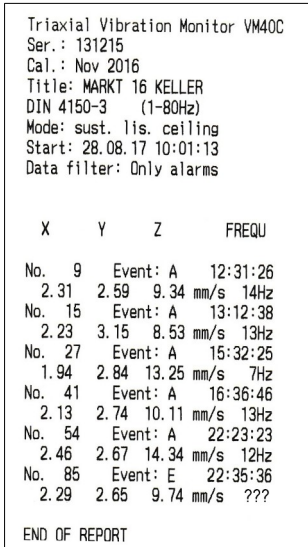 Triaxial Vibration Monitor VM40C
Ser.: 131215
Cal.: Nov 2016
Title: MARKT 16 KELLER
DIN 4150-3 (1-80Hz)
Mode: sust. lis. ceiling
Start: 28.08.17 10:01:13
Data filter: Only alarms
X Y Z FREQU
No. 9 Event: A 12:31:26
2.31 2.59 9.34 mm/s 14Hz
No. 15 Event: A 13:12:38
2.23 3.15 8.53 mm/s 13Hz
No. 27 Event: A 15:32:25
1.94 2.84 13.25 mm/s 7Hz
No. 41 Event: A 16:36:46
2.13 2.74 10.11 mm/s 13Hz
No. 54 Event: A 22:23:23
2.46 2.67 14.34 mm/s 12Hz
No. 85 Event: E 22:35:36
2.29 2.65 9.74 mm/s ???
END OF REPORT